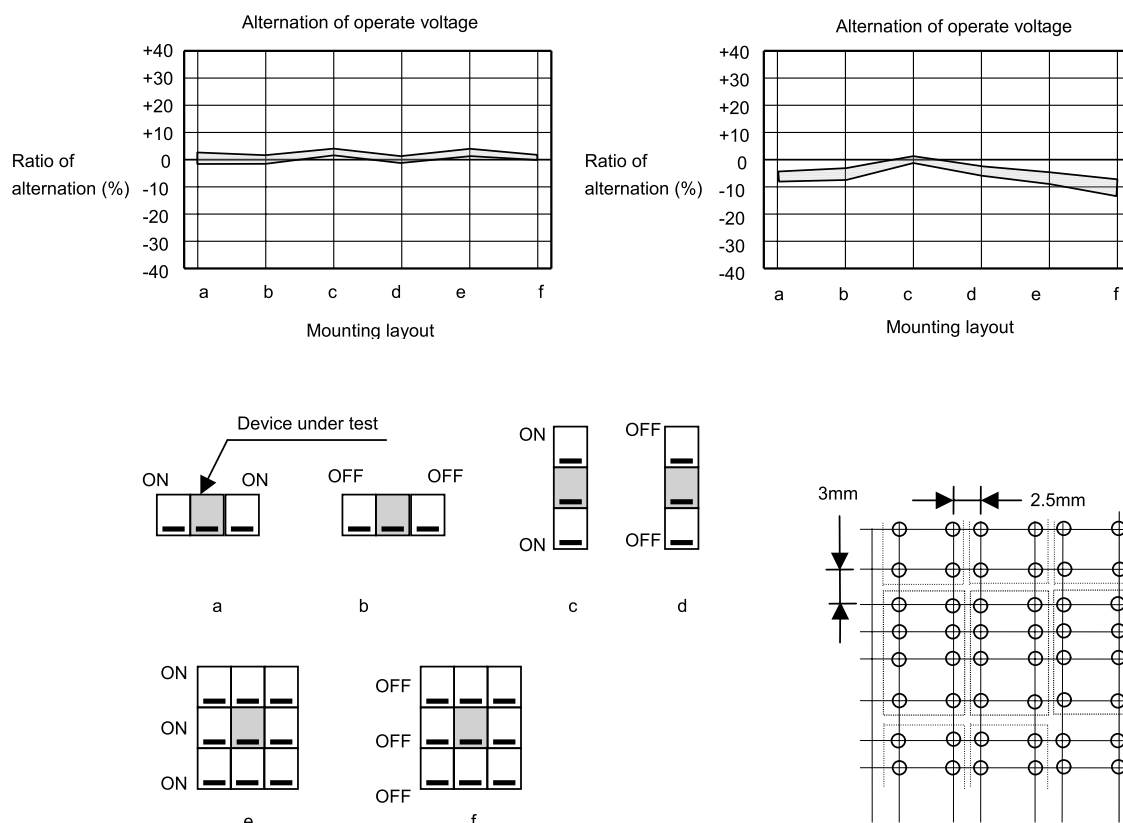 Alternation of operate voltage
+40
+30
+20
+10
0
-10
-20
-30
-40
Ratio of
alternation (%)
a b c d e f
Mounting layout
Alternation of operate voltage
+40
+30
+20
+10
0
-10
-20
-30
-40
Ratio of
alternation (%)
a b c d e f
Mounting layout
Device under test
ON ON
a
OFF OFF
b
ON
ON
c
OFF
OFF
d
ON
ON
ON
e
OFF
OFF
OFF
f
3mm
2.5mm